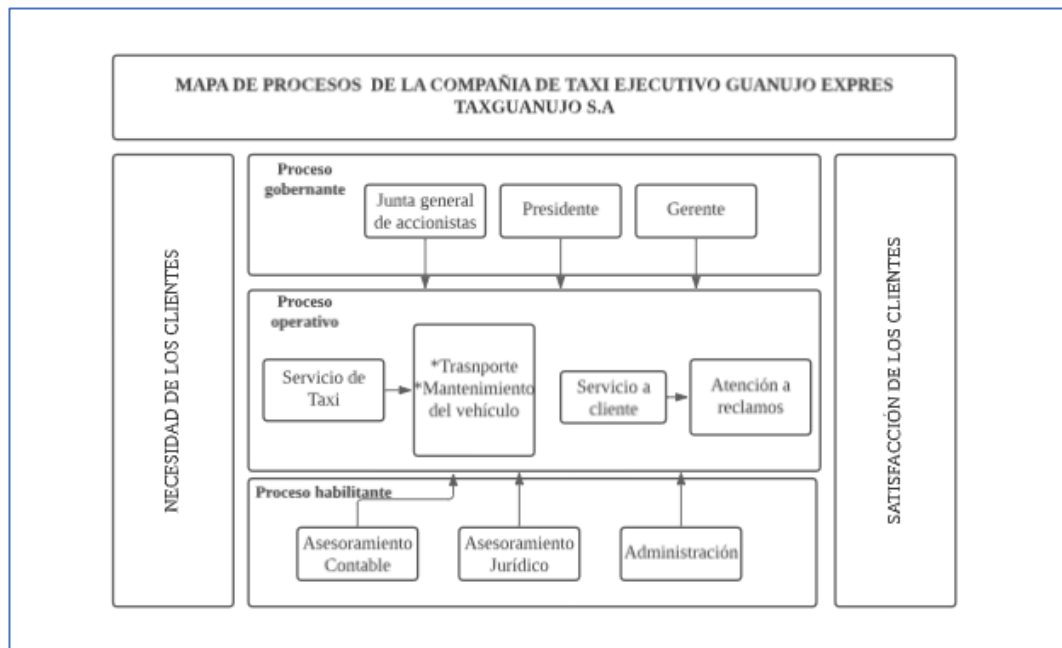 MAPA DE PROCESOS DE LA COMPAÑIA DE TAXI EJECUTIVO GUANUJO EXPRES
TAXGUANUJO S.A
NECESIDAD DE LOS CLIENTES
Proceso
gobernante
Junta general
de accionistas
Presidente
Gerente
Proceso
operativo
Servicio de
Taxi
*Trasnporte
*Mantenimiento
del vehículo
Servicio a
cliente
Atención a
reclamos
Proceso habilitante
Asesoramiento
Contable
Asesoramiento
Jurídico
Administración
SATISFACCIÓN DE LOS CLIENTES